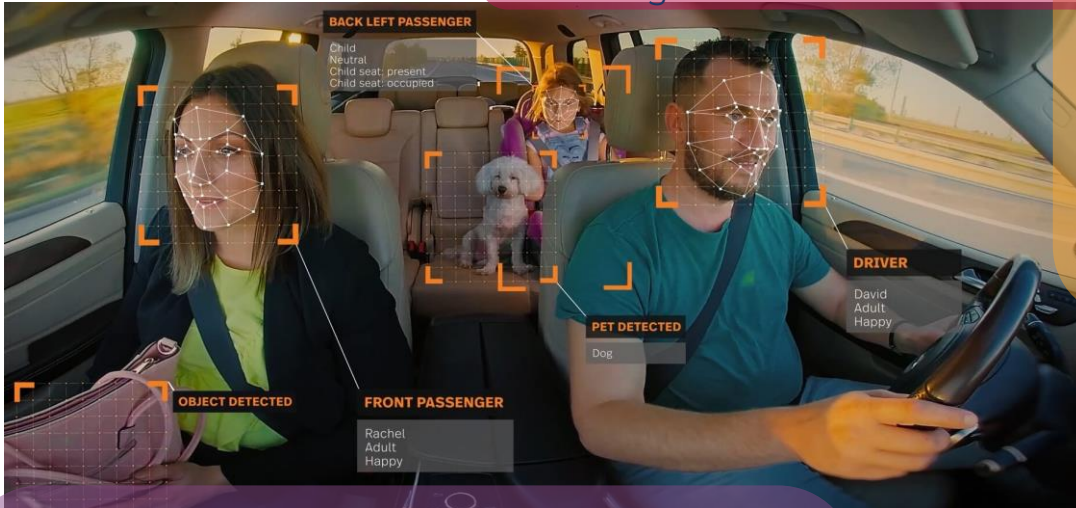 BACK LEFT PASSENGER
Child
Neutral
Child seat: present
Child seat: occupied
DRIVER
David
Adult
Happy
PET DETECTED
Dog
OBJECT DETECTED
FRONT PASSENGER
Rachel
Adult
Happy